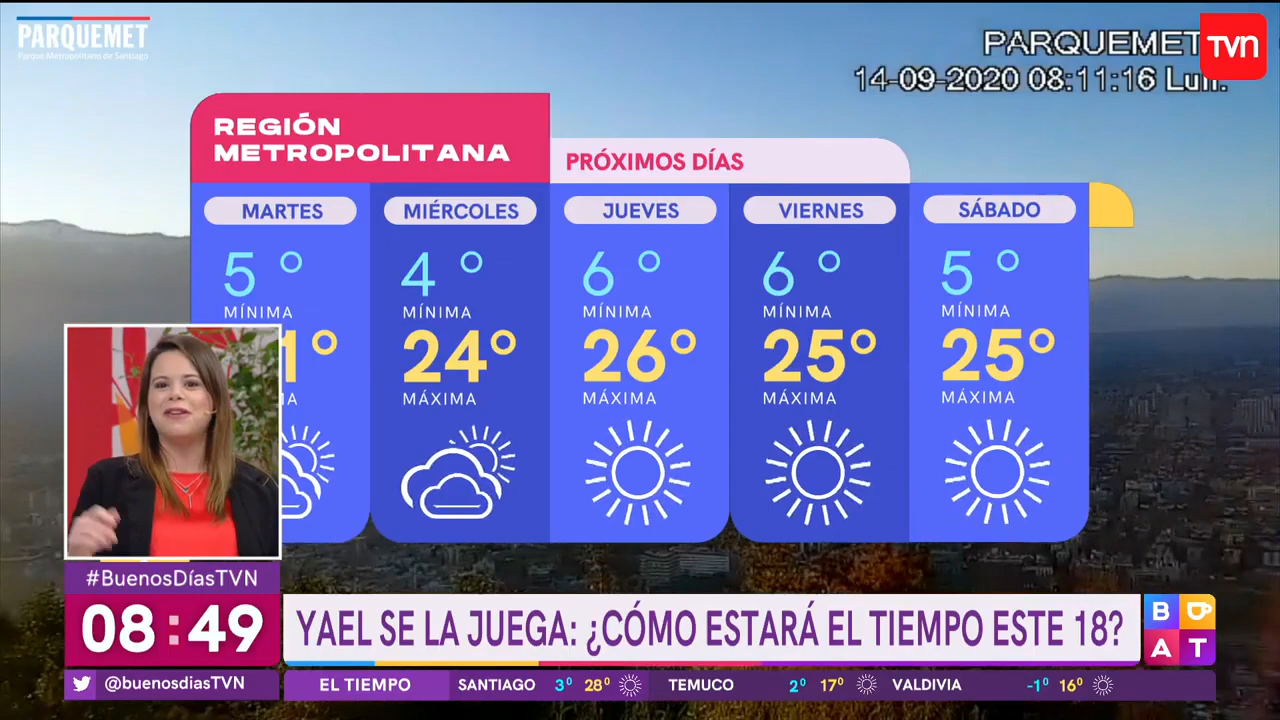 PARQUEMET
Parque Metropolitano de Santiago
PARQUEMET
14-09-2020 08:11:16 Lun.
TVN
REGIÓN
METROPOLITANA
PRÓXIMOS DÍAS
MARTES
MIÉRCOLES
JUEVES
VIERNES
SÁBADO
5° 4° 6° 6° 5°
MÍNIMA MÍNIMA MÍNIMA MÍNIMA MÍNIMA
24° 26° 25° 25°
MÁXIMA MÁXIMA MÁXIMA MÁXIMA
#BuenosDíasTVN
08:49
YAEL SE LA JUEGA: ¿CÓMO ESTARÁ EL TIEMPO ESTE 18?
B
A T
@buenosdiasTVN
EL TIEMPO SANTIAGO 3° 28° TEMUCO 2° 17° VALDIVIA -1° 16°